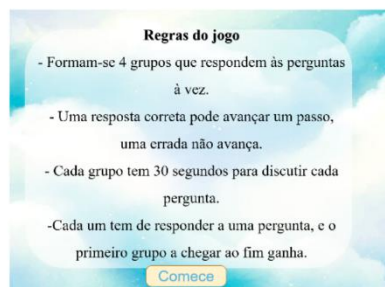 Regras do jogo
- Formam-se 4 grupos que respondem às perguntas
à vez.
- Uma resposta correta pode avançar um passo,
uma errada não avança.
- Cada grupo tem 30 segundos para discutir cada
pergunta.
-Cada um tem de responder a uma pergunta, e o
primeiro grupo a chegar ao fim ganha.
Comece